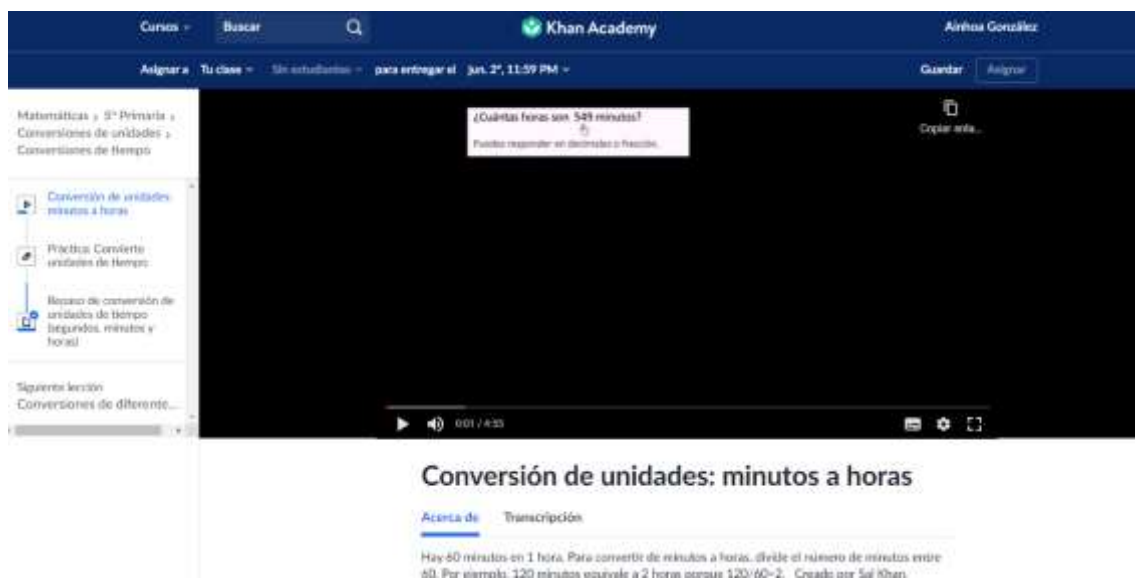 Cursos
Buscar
Khan Academy
Ainhoa González
Asignar a
Tu clase
Sin estudiantes
para entregar el
jun. 2º, 11:59 PM
Guardar
Asignar
Matemáticas
5º Primaria
Conversiones de unidades
Conversiones de tiempo
¿Cuántas horas son 549 minutos?
Puedes responder en decimales o fracción.
Copiar enla...
Conversión de unidades:
minutos a horas
Práctica: Convierte
unidades de tiempo
Repaso de conversión de
unidades de tiempo
(segundos, minutos y
horas)
Siguiente lección
Conversiones de diferente...
0:01 / 4:55
Conversión de unidades: minutos a horas
Acerca de
Transcripción
Hay 60 minutos en 1 hora. Para convertir de minutos a horas, divide el número de minutos entre
60. Por ejemplo, 120 minutos equivale a 2 horas porque 120/60=2. Creado por Sal Khan.